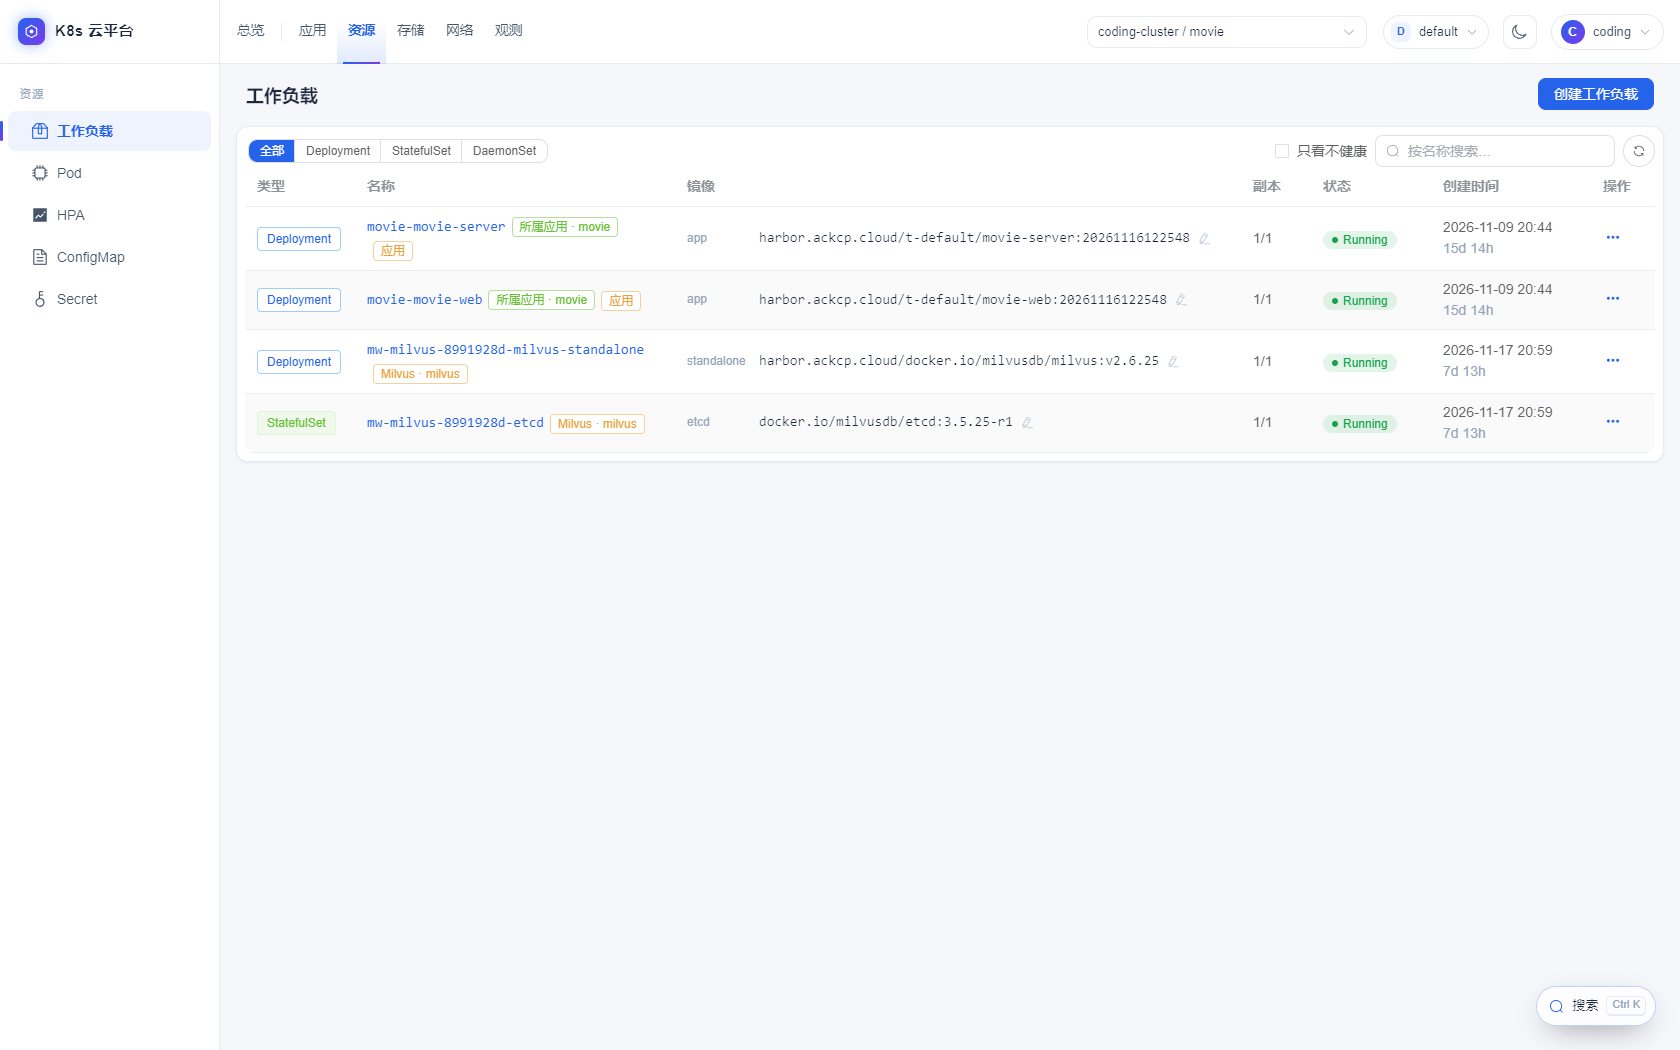 K8s 云平台
总览
应用
资源
存储
网络
观测
coding-cluster / movie
D
default
C
coding
资源
工作负载
Pod
HPA
ConfigMap
Secret
工作负载
创建工作负载
全部
Deployment
StatefulSet
DaemonSet
只看不健康
按名称搜索...
类型 名称 镜像 副本 状态 创建时间 操作
Deployment movie-movie-server 所属应用 · movie 应用 app harbor.ackcp.cloud/t-default/movie-server:20261116122548 1/1 Running 2026-11-09 20:44
15d 14h
Deployment movie-movie-web 所属应用 · movie 应用 app harbor.ackcp.cloud/t-default/movie-web:20261116122548 1/1 Running 2026-11-09 20:44
15d 14h
Deployment mw-milvus-8991928d-milvus-standalone Milvus · milvus standalone harbor.ackcp.cloud/docker.io/milvusdb/milvus:v2.6.25 1/1 Running 2026-11-17 20:59
7d 13h
StatefulSet mw-milvus-8991928d-etcd Milvus · milvus etcd docker.io/milvusdb/etcd:3.5.25-r1 1/1 Running 2026-11-17 20:59
7d 13h
搜索 Ctrl K